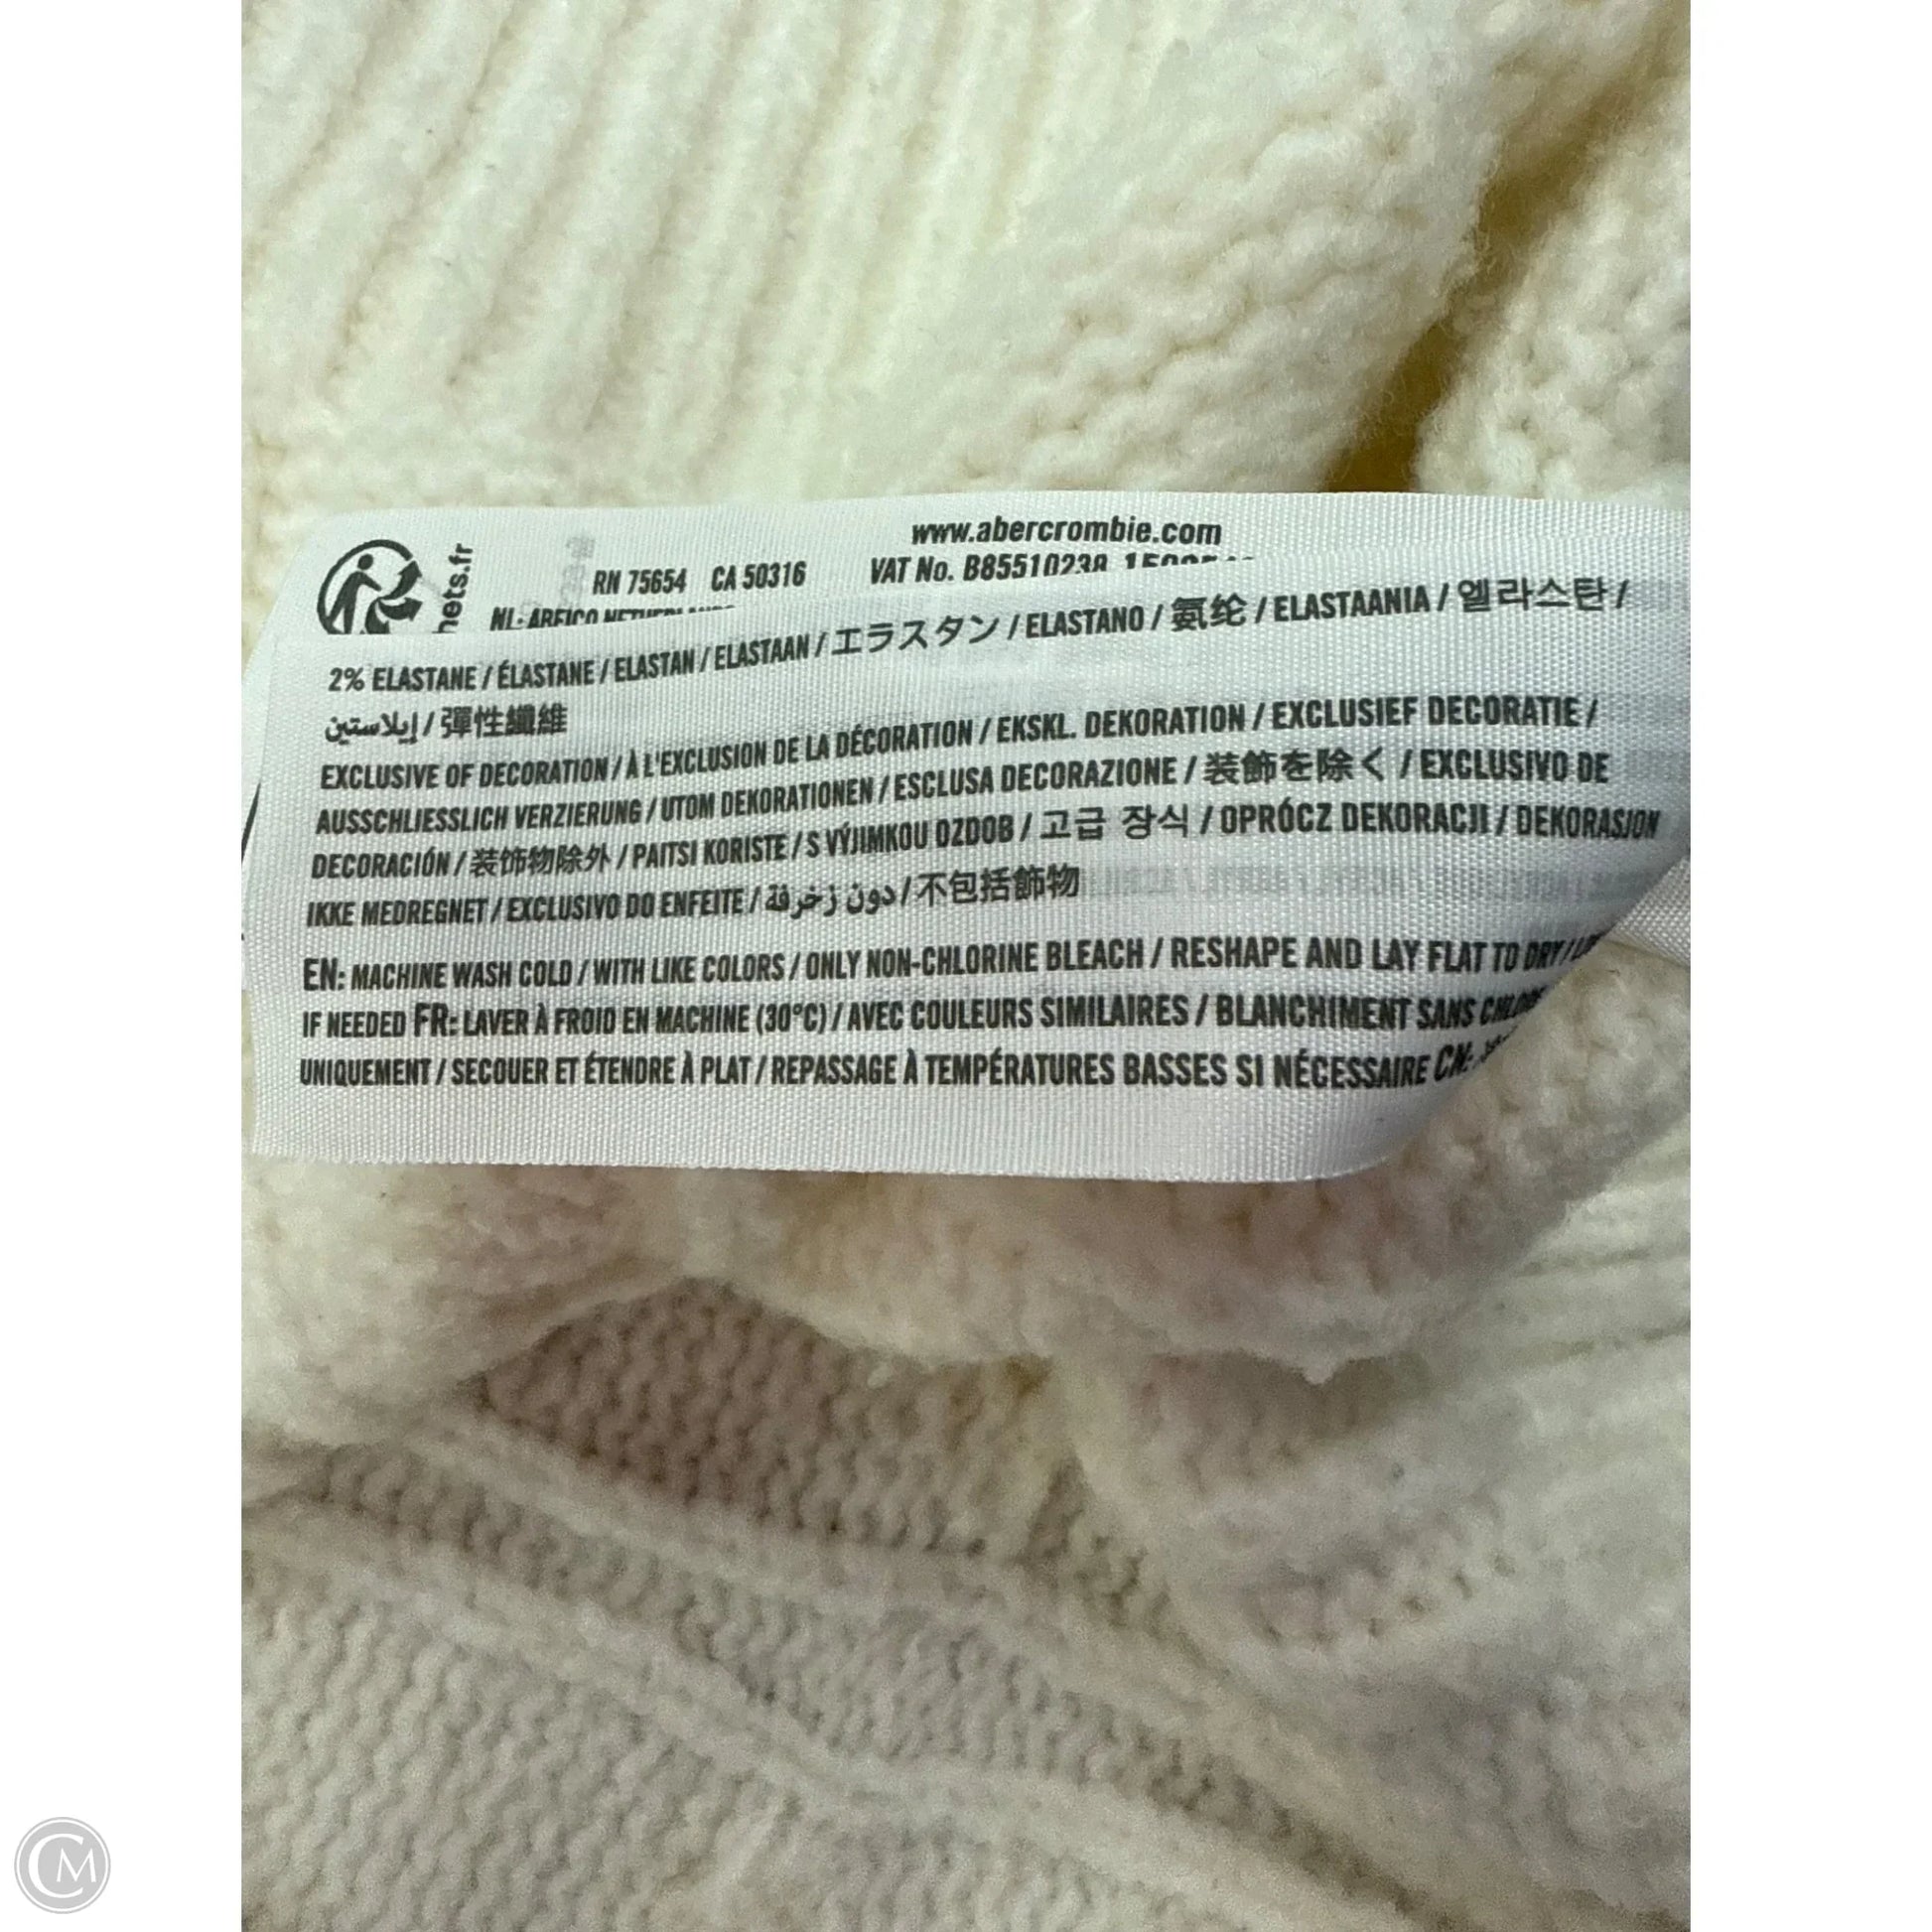 www.abercrombie.com
RN 75654 CA 50316 VAT No. B85510238
nets.fr
2% ELASTANE / ÉLASTANE / ELASTAN / ELASTAAN / エラスタン / ELASTANO / 氨纶 / ELASTAANIA / 엘라스탄 /
إيلاستين / 彈性纖維
EXCLUSIVE OF DECORATION / À L'EXCLUSION DE LA DÉCORATION / EKSKL. DEKORATION / EXCLUSIEF DECORATIE /
AUSSCHLIESSLICH VERZIERUNG / UTOM DEKORATIONEN / ESCLUSA DECORAZIONE / 装飾を除く / EXCLUSIVO DE
DECORACIÓN / 装饰物除外 / PAITSI KORISTE / S VÝJIMKOU OZDOB / 고급 장식 / OPRÓCZ DEKORACJI / DEKORASJON
IKKE MEDREGNET / EXCLUSIVO DO ENFEITE / دون زخرفة / 不包括飾物
EN: MACHINE WASH COLD / WITH LIKE COLORS / ONLY NON-CHLORINE BLEACH / RESHAPE AND LAY FLAT TO DRY /
IF NEEDED FR: LAVER À FROID EN MACHINE (30°C) / AVEC COULEURS SIMILAIRES / BLANCHIMENT SANS
UNIQUEMENT / SECOUER ET ÉTENDRE À PLAT / REPASSAGE À TEMPÉRATURES BASSES SI NÉCESSAIRE CN:
CM